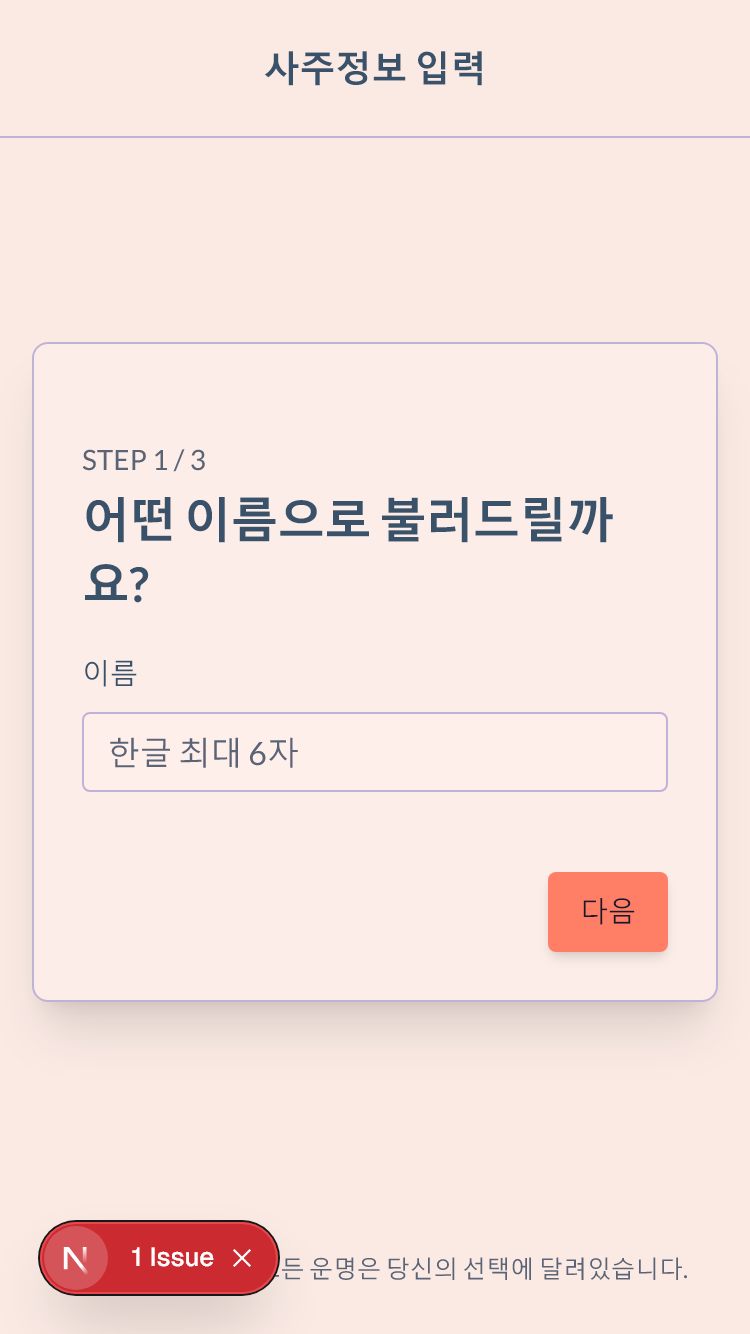 사주정보 입력
STEP 1 / 3
어떤 이름으로 불러드릴까
요?
이름
한글 최대 6자
다음
N 1 Issue
운명은 당신의 선택에 달려있습니다.